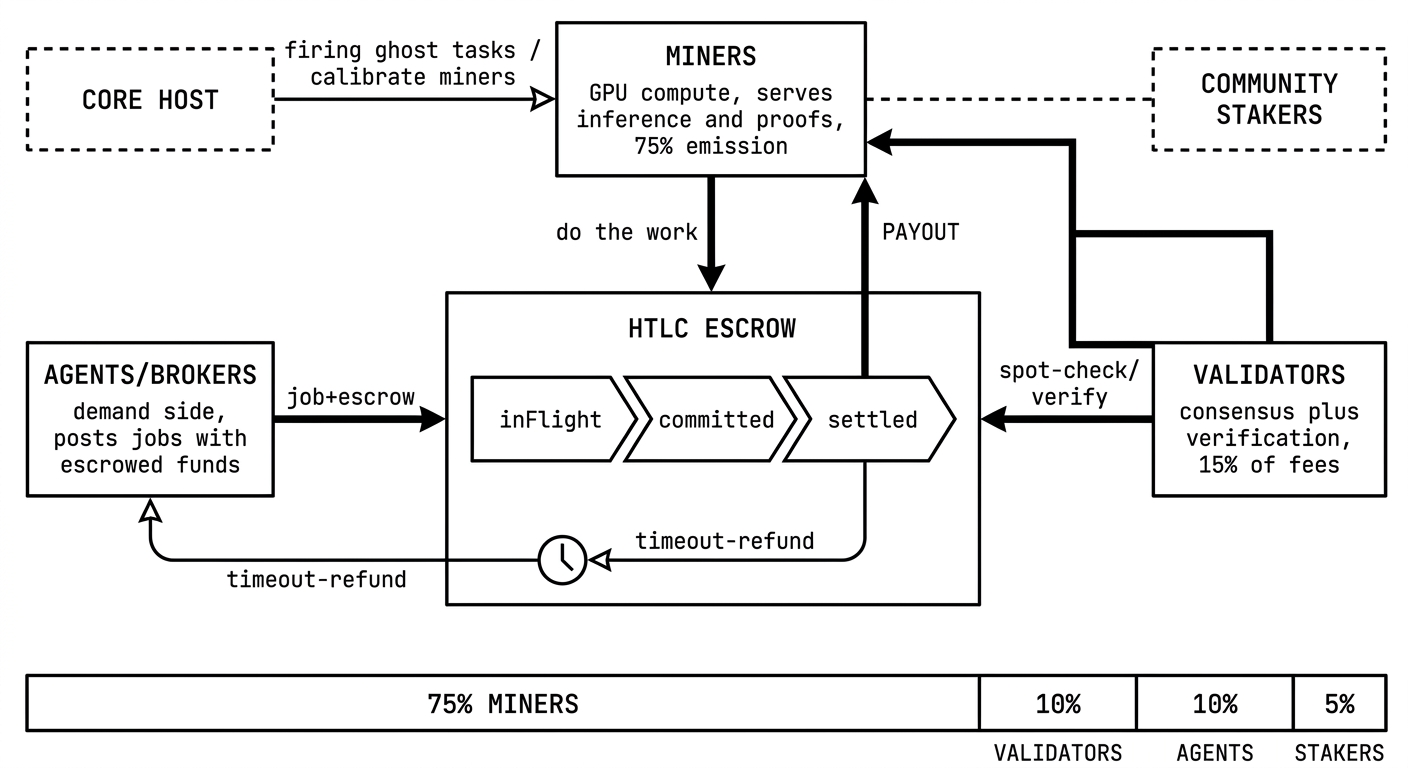 firing ghost tasks /
calibrate miners
CORE HOST
MINERS
GPU compute, serves
inference and proofs,
75% emission
COMMUNITY
STAKERS
do the work
PAYOUT
HTLC ESCROW
AGENTS/BROKERS
demand side,
posts jobs with
escrowed funds
job+escrow
inFlight
committed
settled
spot-check/
verify
VALIDATORS
consensus plus
verification,
15% of fees
timeout-refund
timeout-refund
75% MINERS
10%
10%
5%
VALIDATORS
AGENTS
STAKERS